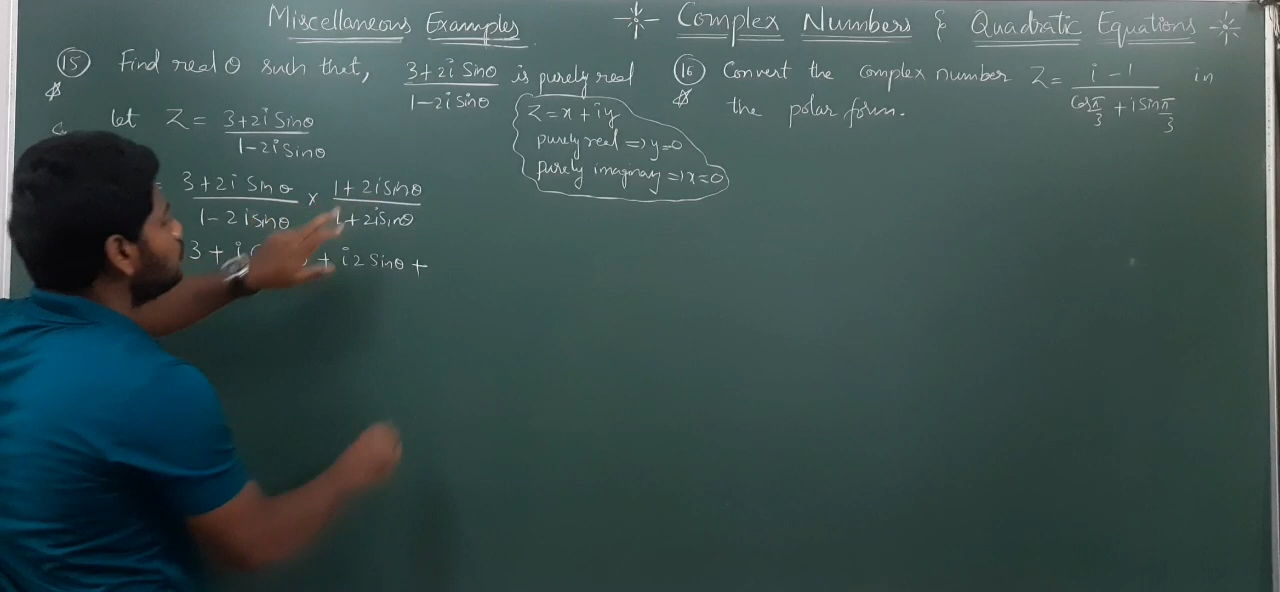 Miscellaneous Examples
Complex Numbers & Quadratic Equations
(15) Find real θ such that, (3+2i Sinθ)/(1-2i Sinθ) is purely real
let Z = (3+2i Sinθ)/(1-2i Sinθ)
= (3+2i Sinθ)/(1-2i Sinθ) × (1+2i Sinθ)/(1+2i Sinθ)
3 + i + i2 Sinθ +
Z = x + iy
purely real => y=0
purely imaginary => x=0
(16) Convert the complex number Z = (i-1)/(Cos π/3 + i Sin π/3) in
the polar form.